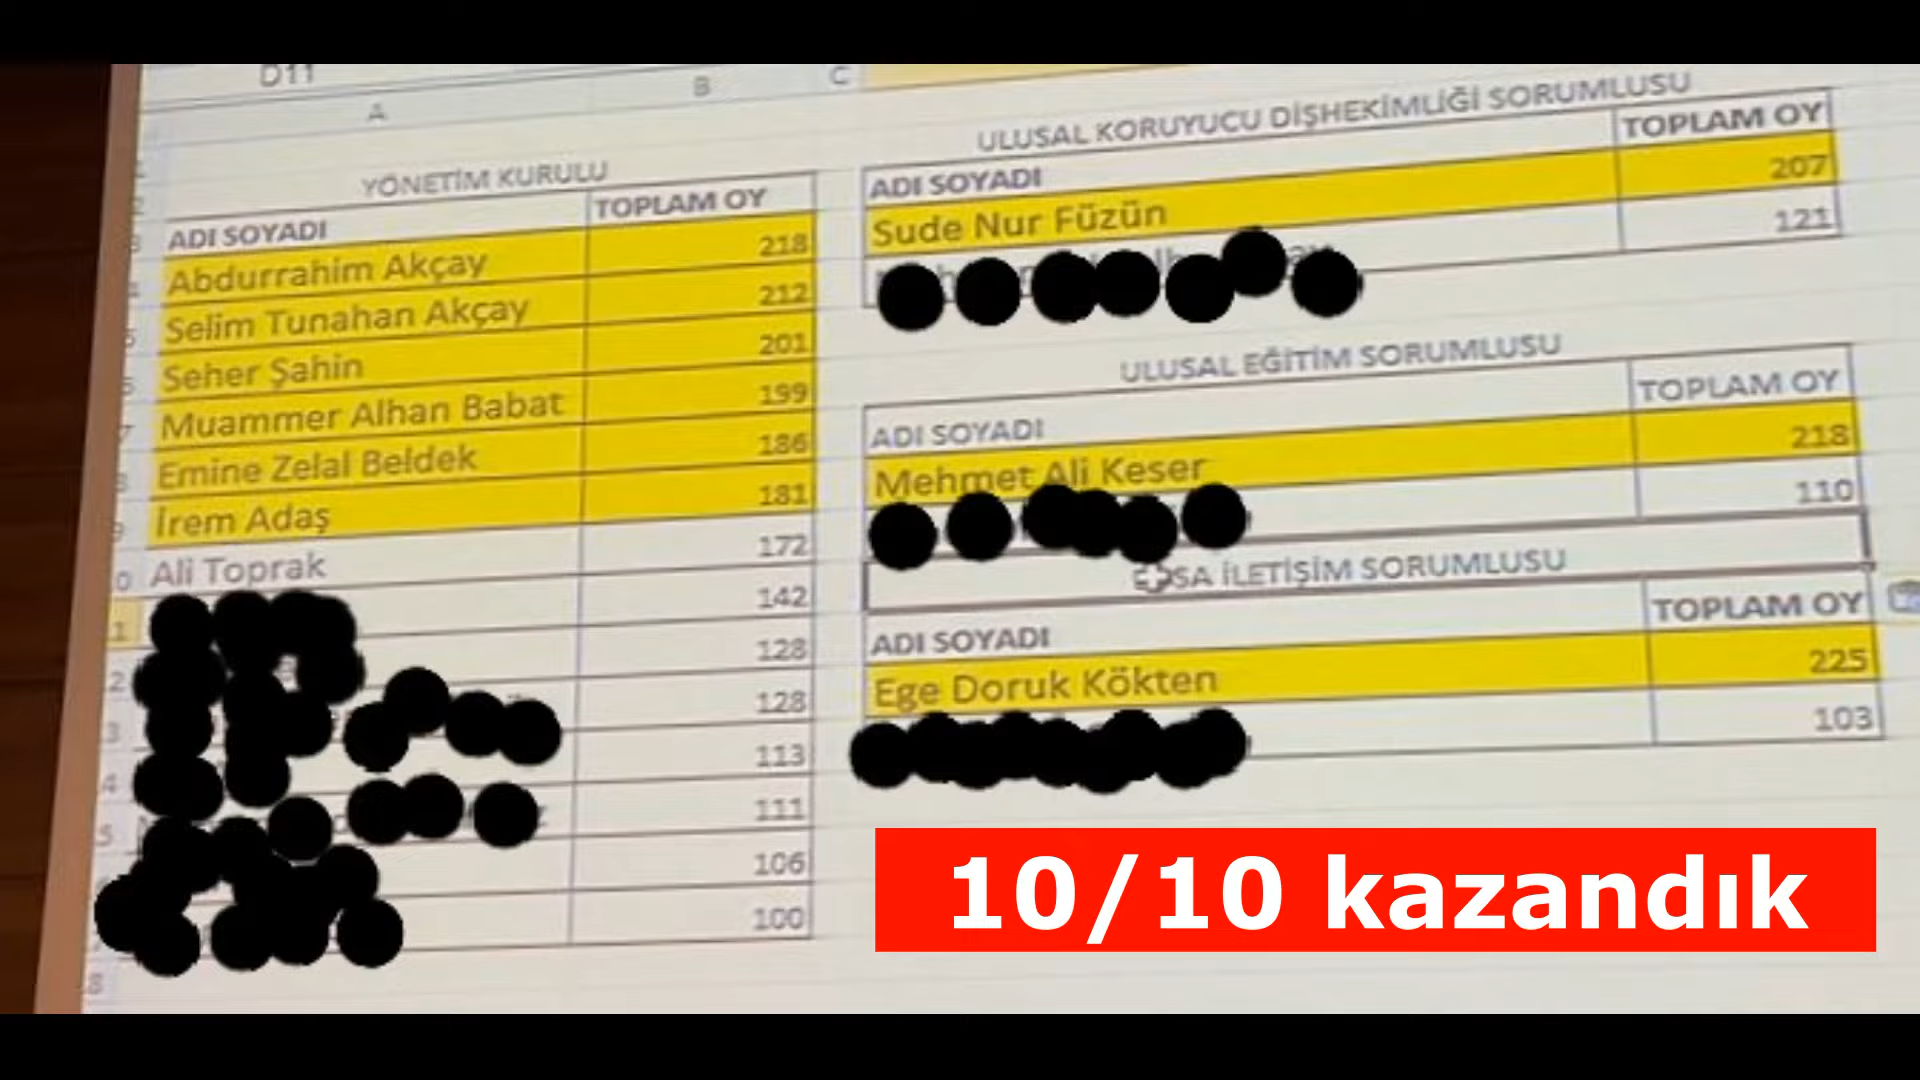 D11
A
B
C
YÖNETİM KURULU
ADI SOYADI TOPLAM OY
Abdurrahim Akçay 218
Selim Tunahan Akçay 212
Seher Şahin 201
Muammer Alhan Babat 199
Emine Zelal Beldek 186
İrem Adaş 181
Ali Toprak 172
142
128
128
113
111
106
100
ULUSAL KORUYUCU DİŞHEKİMLİĞİ SORUMLUSU
ADI SOYADI TOPLAM OY
Sude Nur Füzün 207
121
ULUSAL EĞİTİM SORUMLUSU
ADI SOYADI TOPLAM OY
Mehmet Ali Keser 218
110
SA İLETİŞİM SORUMLUSU
ADI SOYADI TOPLAM OY
Ege Doruk Kökten 225
103
10/10 kazandık